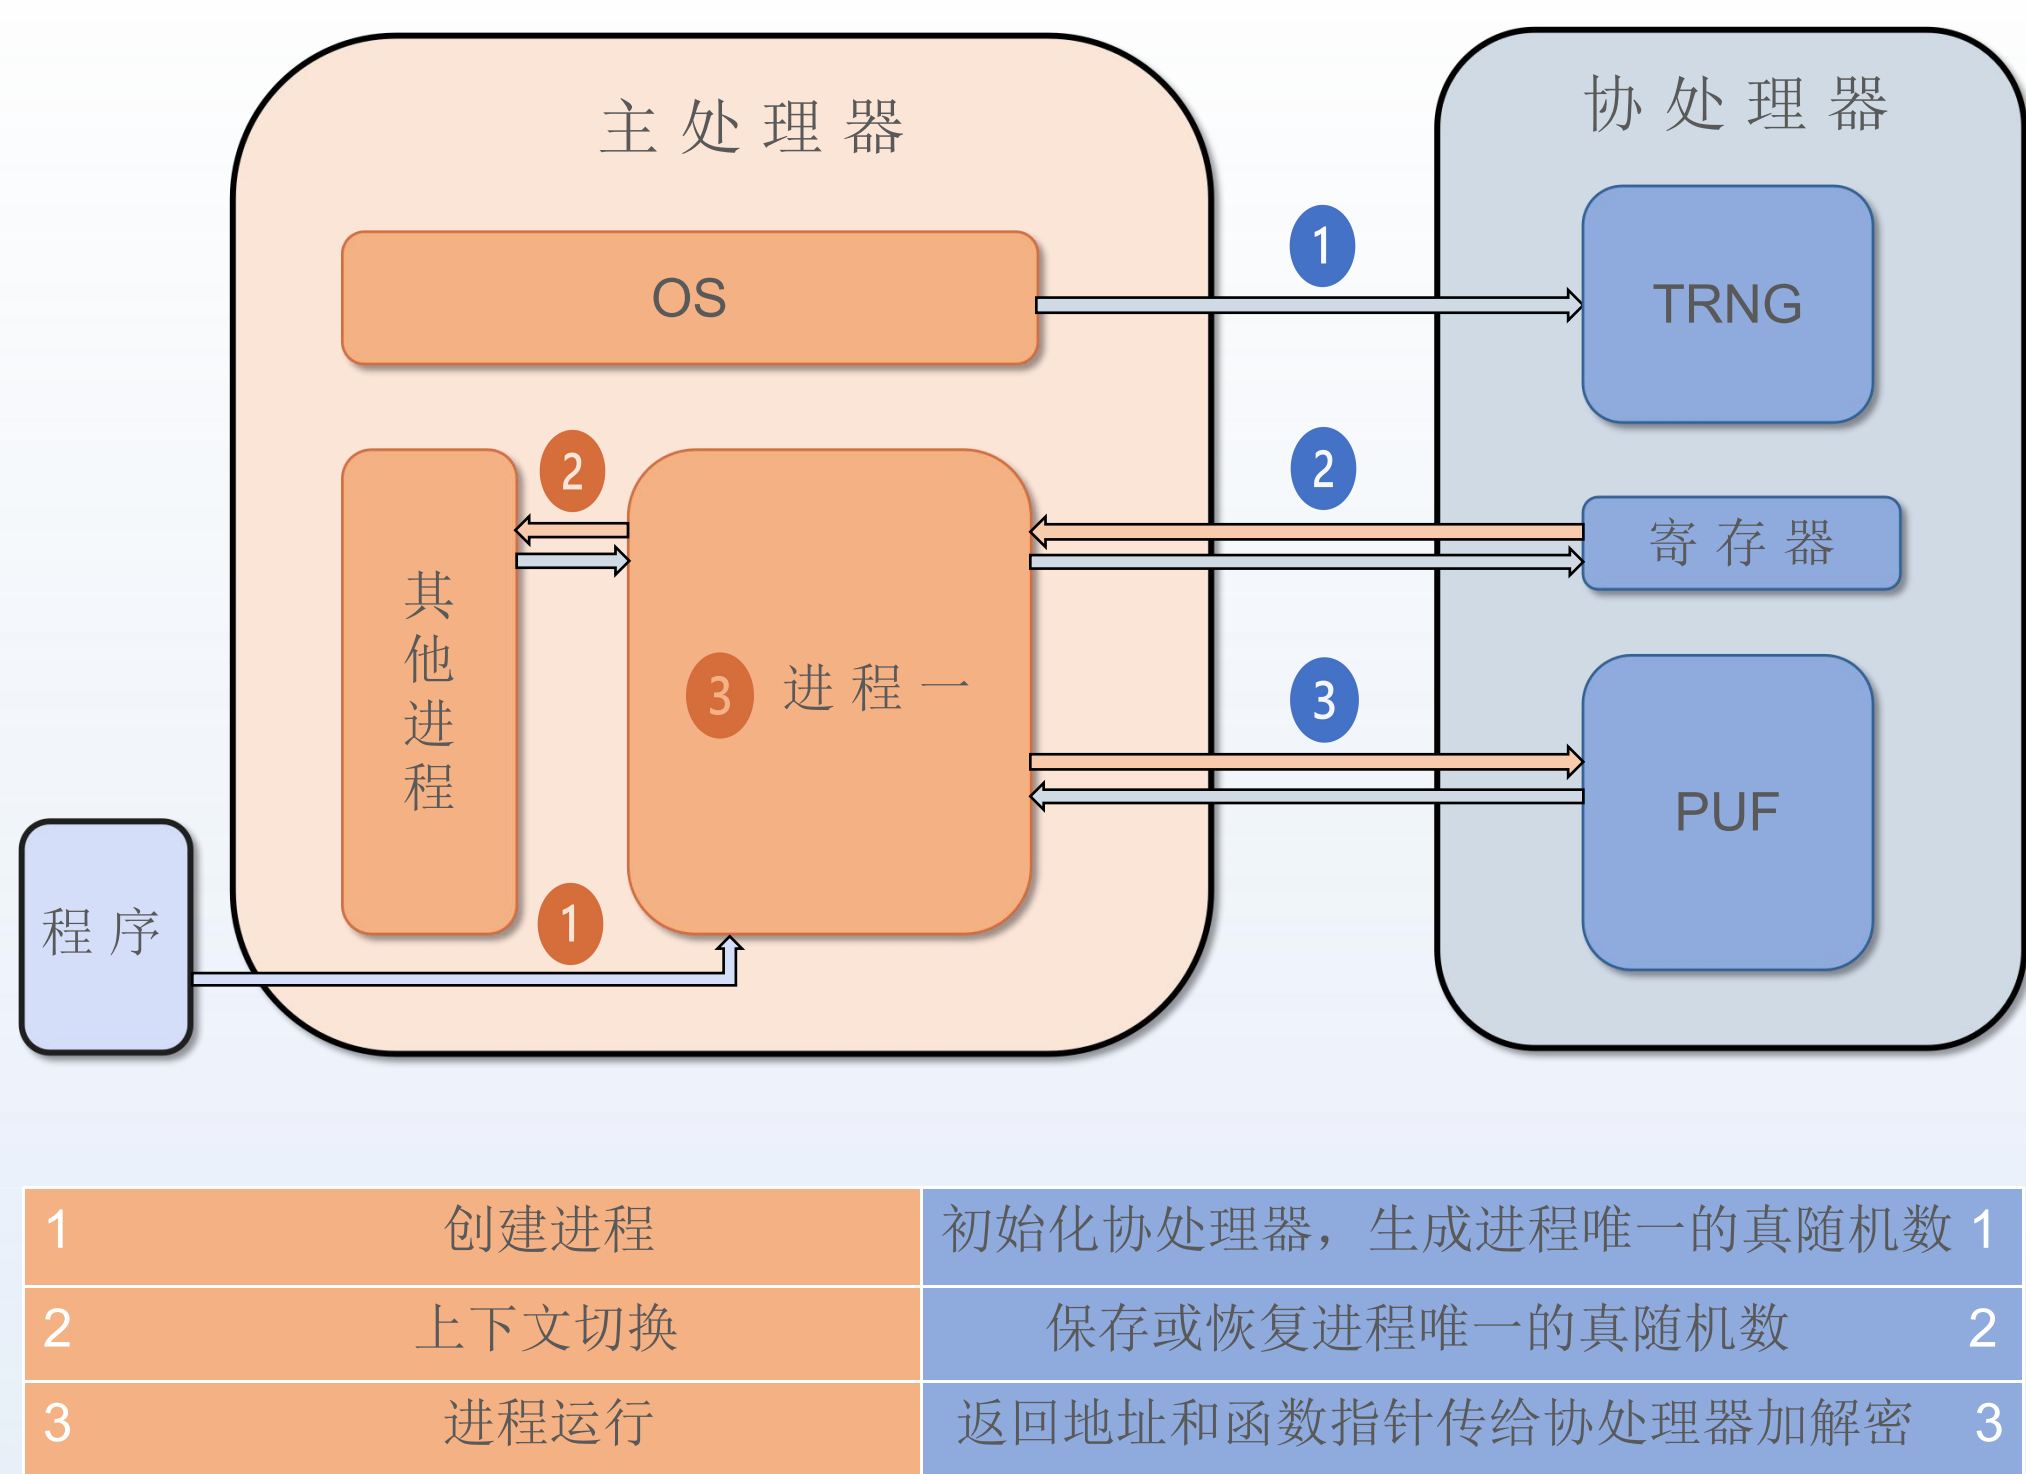 主处理器
协处理器
OS
1
TRNG
2
2
寄存器
其他进程
3 进程一
3
PUF
程序
1
1 创建进程 初始化协处理器，生成进程唯一的真随机数 1
2 上下文切换 保存或恢复进程唯一的真随机数 2
3 进程运行 返回地址和函数指针传给协处理器加解密 3